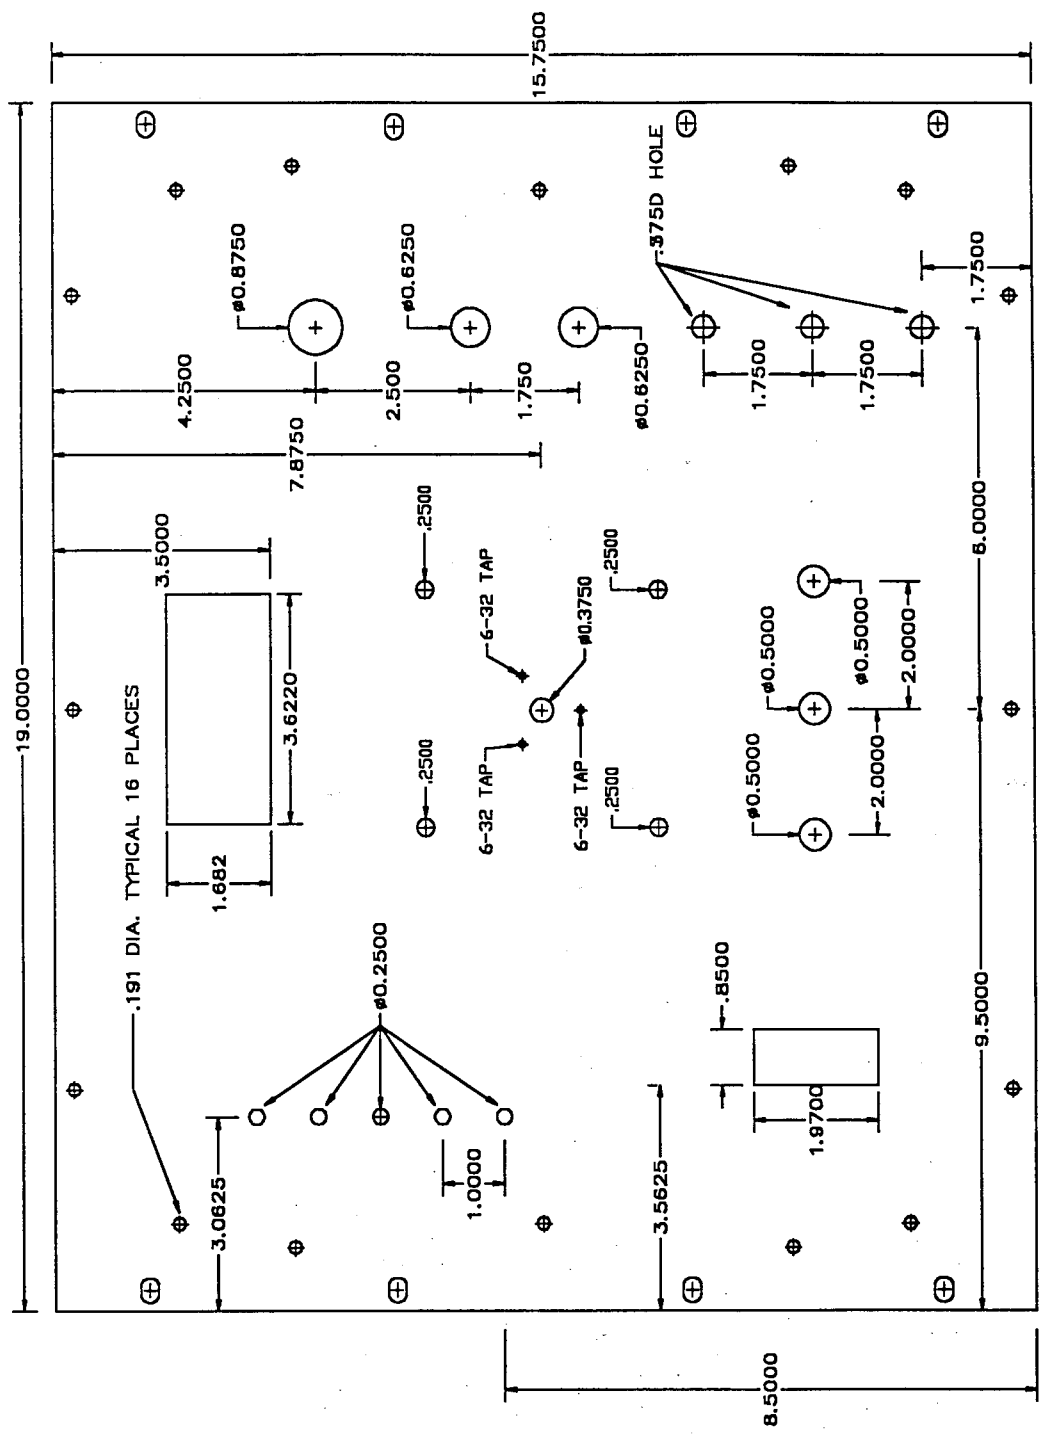 19.0000
.191 DIA. TYPICAL 16 PLACES
3.5000
4.2500
3.0625
1.682
ø0.8750
3.6220
7.8750
ø0.2500
2.500
ø0.6250
.2500
.2500
1.0000
6-32 TAP
6-32 TAP
1.750
15.7500
6-32 TAP
ø0.3750
.2500
.2500
ø0.6250
.375D HOLE
3.5625
.8500
ø0.5000
1.7500
ø0.5000
8.5000
1.9700
ø0.5000
1.7500
2.0000
2.0000
9.5000
6.0000
1.7500